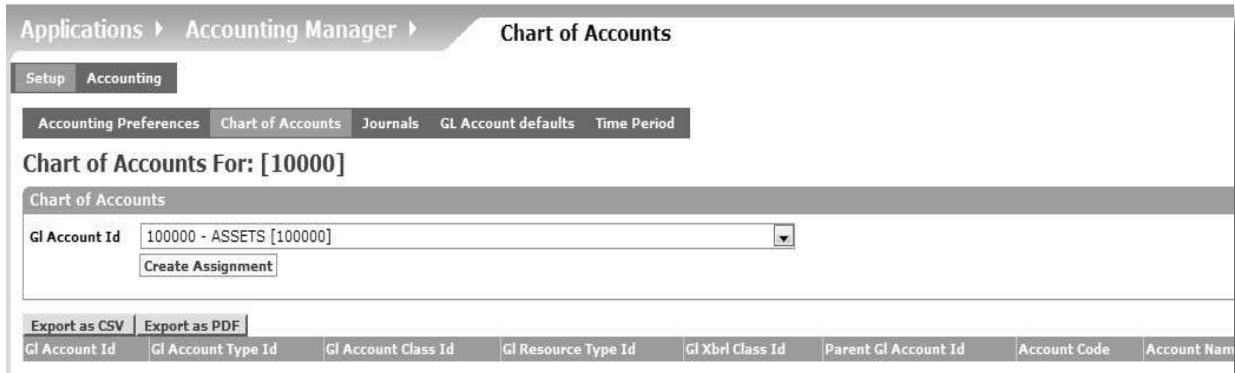 Applications Accounting Manager Chart of Accounts
Setup Accounting
Accounting Preferences Chart of Accounts Journals GL Account defaults Time Period
Chart of Accounts For: [10000]
Chart of Accounts
Gl Account Id 100000 - ASSETS [100000]
Create Assignment
Export as CSV Export as PDF
Gl Account Id Gl Account Type Id Gl Account Class Id Gl Resource Type Id Gl Xbrl Class Id Parent Gl Account Id Account Code Account Nam